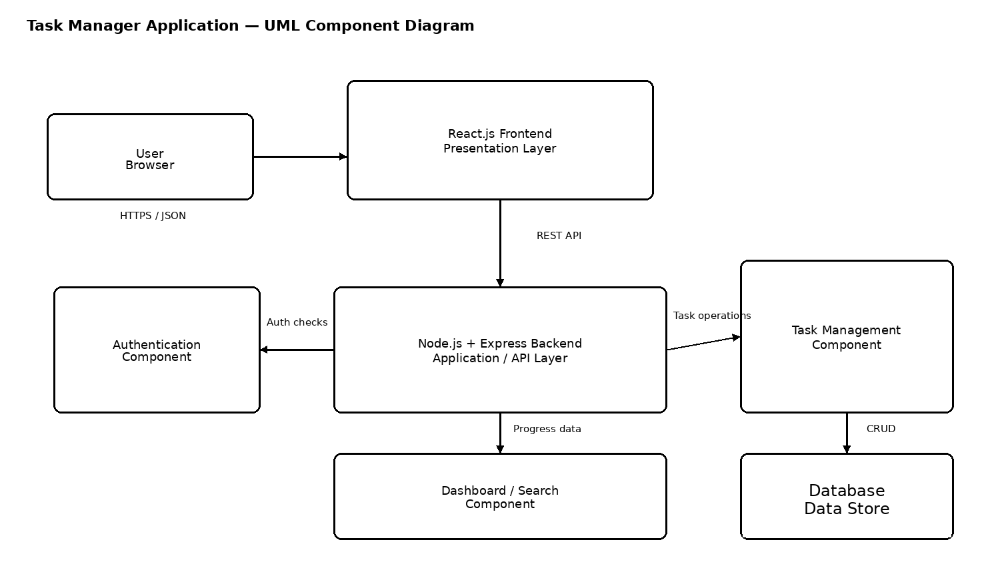 Task Manager Application — UML Component Diagram
React.js Frontend
Presentation Layer
User
Browser
HTTPS / JSON
REST API
Auth checks
Task operations
Authentication
Component
Node.js + Express Backend
Application / API Layer
Task Management
Component
Progress data
CRUD
Dashboard / Search
Component
Database
Data Store